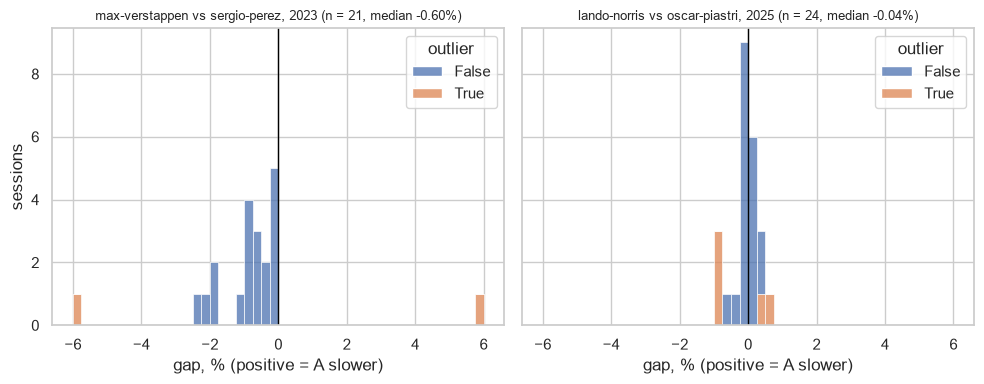 max-verstappen vs sergio-perez, 2023 (n = 21, median -0.60%)
outlier
False
True
8
6
4
2
0
sessions
−6 −4 −2 0 2 4 6
gap, % (positive = A slower)
lando-norris vs oscar-piastri, 2025 (n = 24, median -0.04%)
outlier
False
True
−6 −4 −2 0 2 4 6
gap, % (positive = A slower)